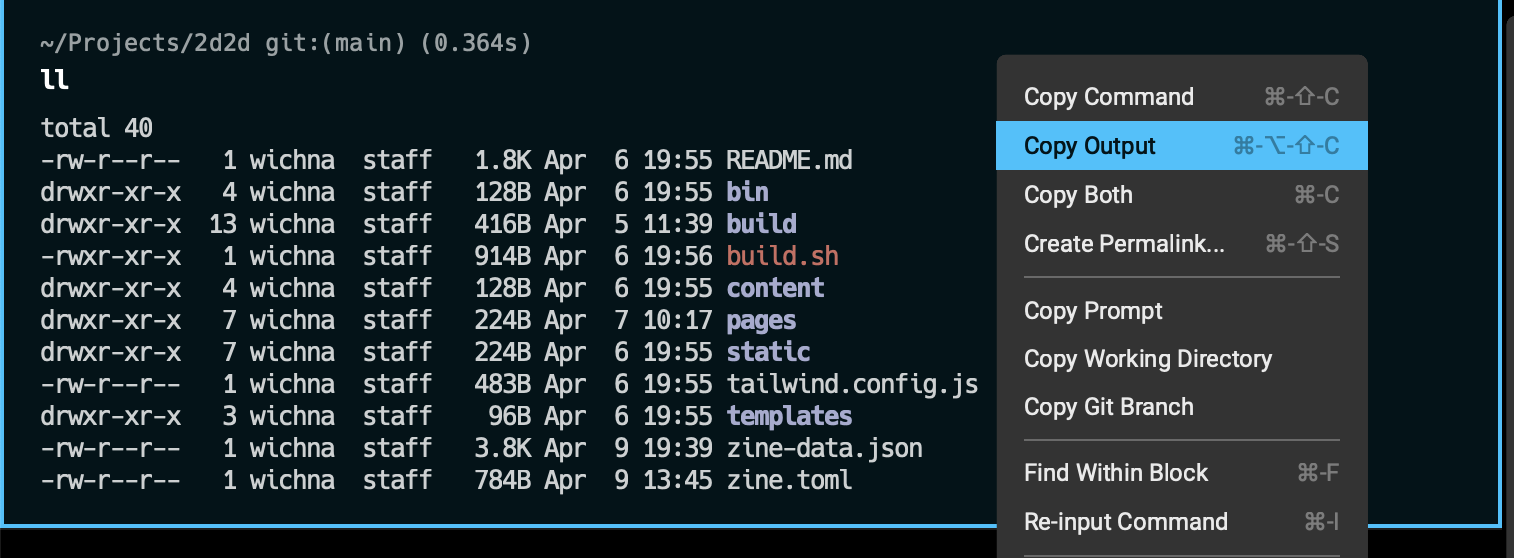 ~/Projects/2d2d git:(main) (0.364s)
ll
total 40
-rw-r--r--   1 wichna  staff   1.8K Apr  6 19:55 README.md
drwxr-xr-x   4 wichna  staff   128B Apr  6 19:55 bin
drwxr-xr-x  13 wichna  staff   416B Apr  5 11:39 build
-rwxr-xr-x   1 wichna  staff   914B Apr  6 19:56 build.sh
drwxr-xr-x   4 wichna  staff   128B Apr  6 19:55 content
drwxr-xr-x   7 wichna  staff   224B Apr  7 10:17 pages
drwxr-xr-x   7 wichna  staff   224B Apr  6 19:55 static
-rw-r--r--   1 wichna  staff   483B Apr  6 19:55 tailwind.config.js
drwxr-xr-x   3 wichna  staff    96B Apr  6 19:55 templates
-rw-r--r--   1 wichna  staff   3.8K Apr  9 19:39 zine-data.json
-rw-r--r--   1 wichna  staff   784B Apr  9 13:45 zine.toml
Copy Command ⌘-⇧-C
Copy Output ⌘-⌥-⇧-C
Copy Both ⌘-C
Create Permalink... ⌘-⇧-S
Copy Prompt
Copy Working Directory
Copy Git Branch
Find Within Block ⌘-F
Re-input Command ⌘-I